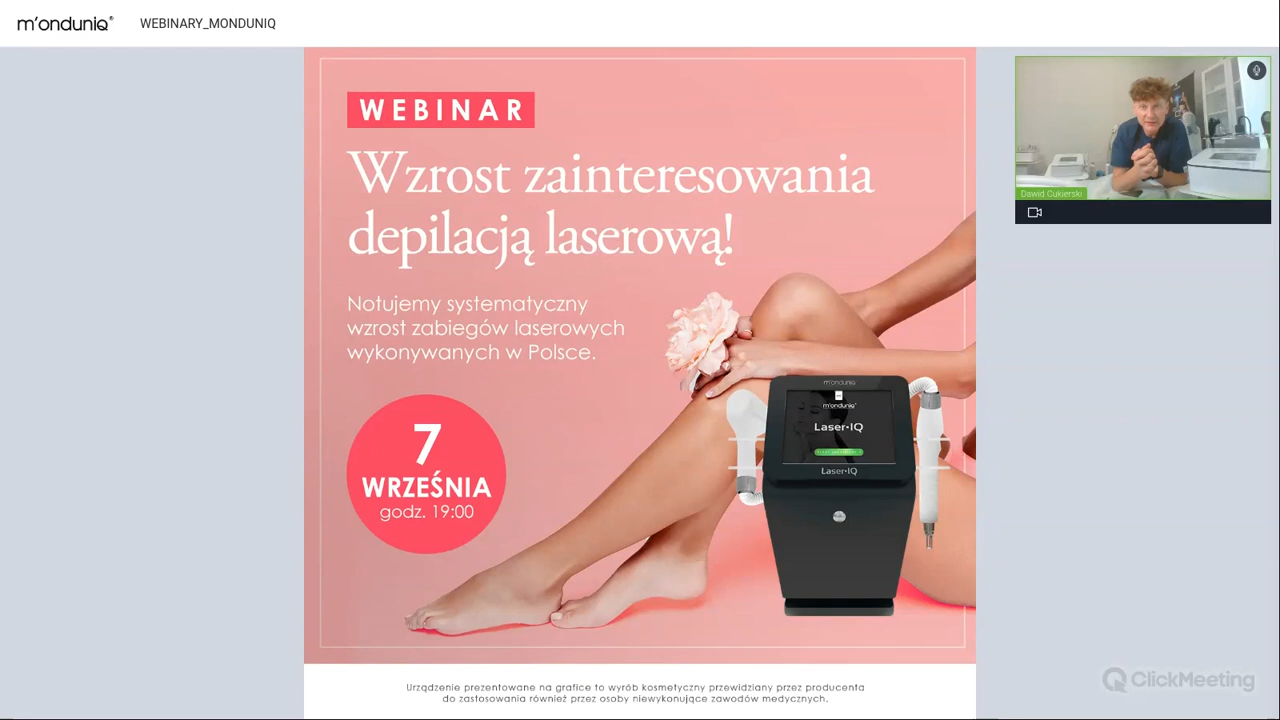 m'onduniq®
WEBINARY_MONDUNIQ
WEBINAR
Wzrost zainteresowania
depilacją laserową!
Notujemy systematyczny
wzrost zabiegów laserowych
wykonywanych w Polsce.
7
WRZEŚNIA
godz. 19:00
m'onduniq
m'onduniq®
Laser•IQ
Laser•IQ
Dawid Cukierski
Urządzenie prezentowane na grafice to wyrób kosmetyczny przewidziany przez producenta
do zastosowania również przez osoby niewykonujące zawodów medycznych.
ClickMeeting